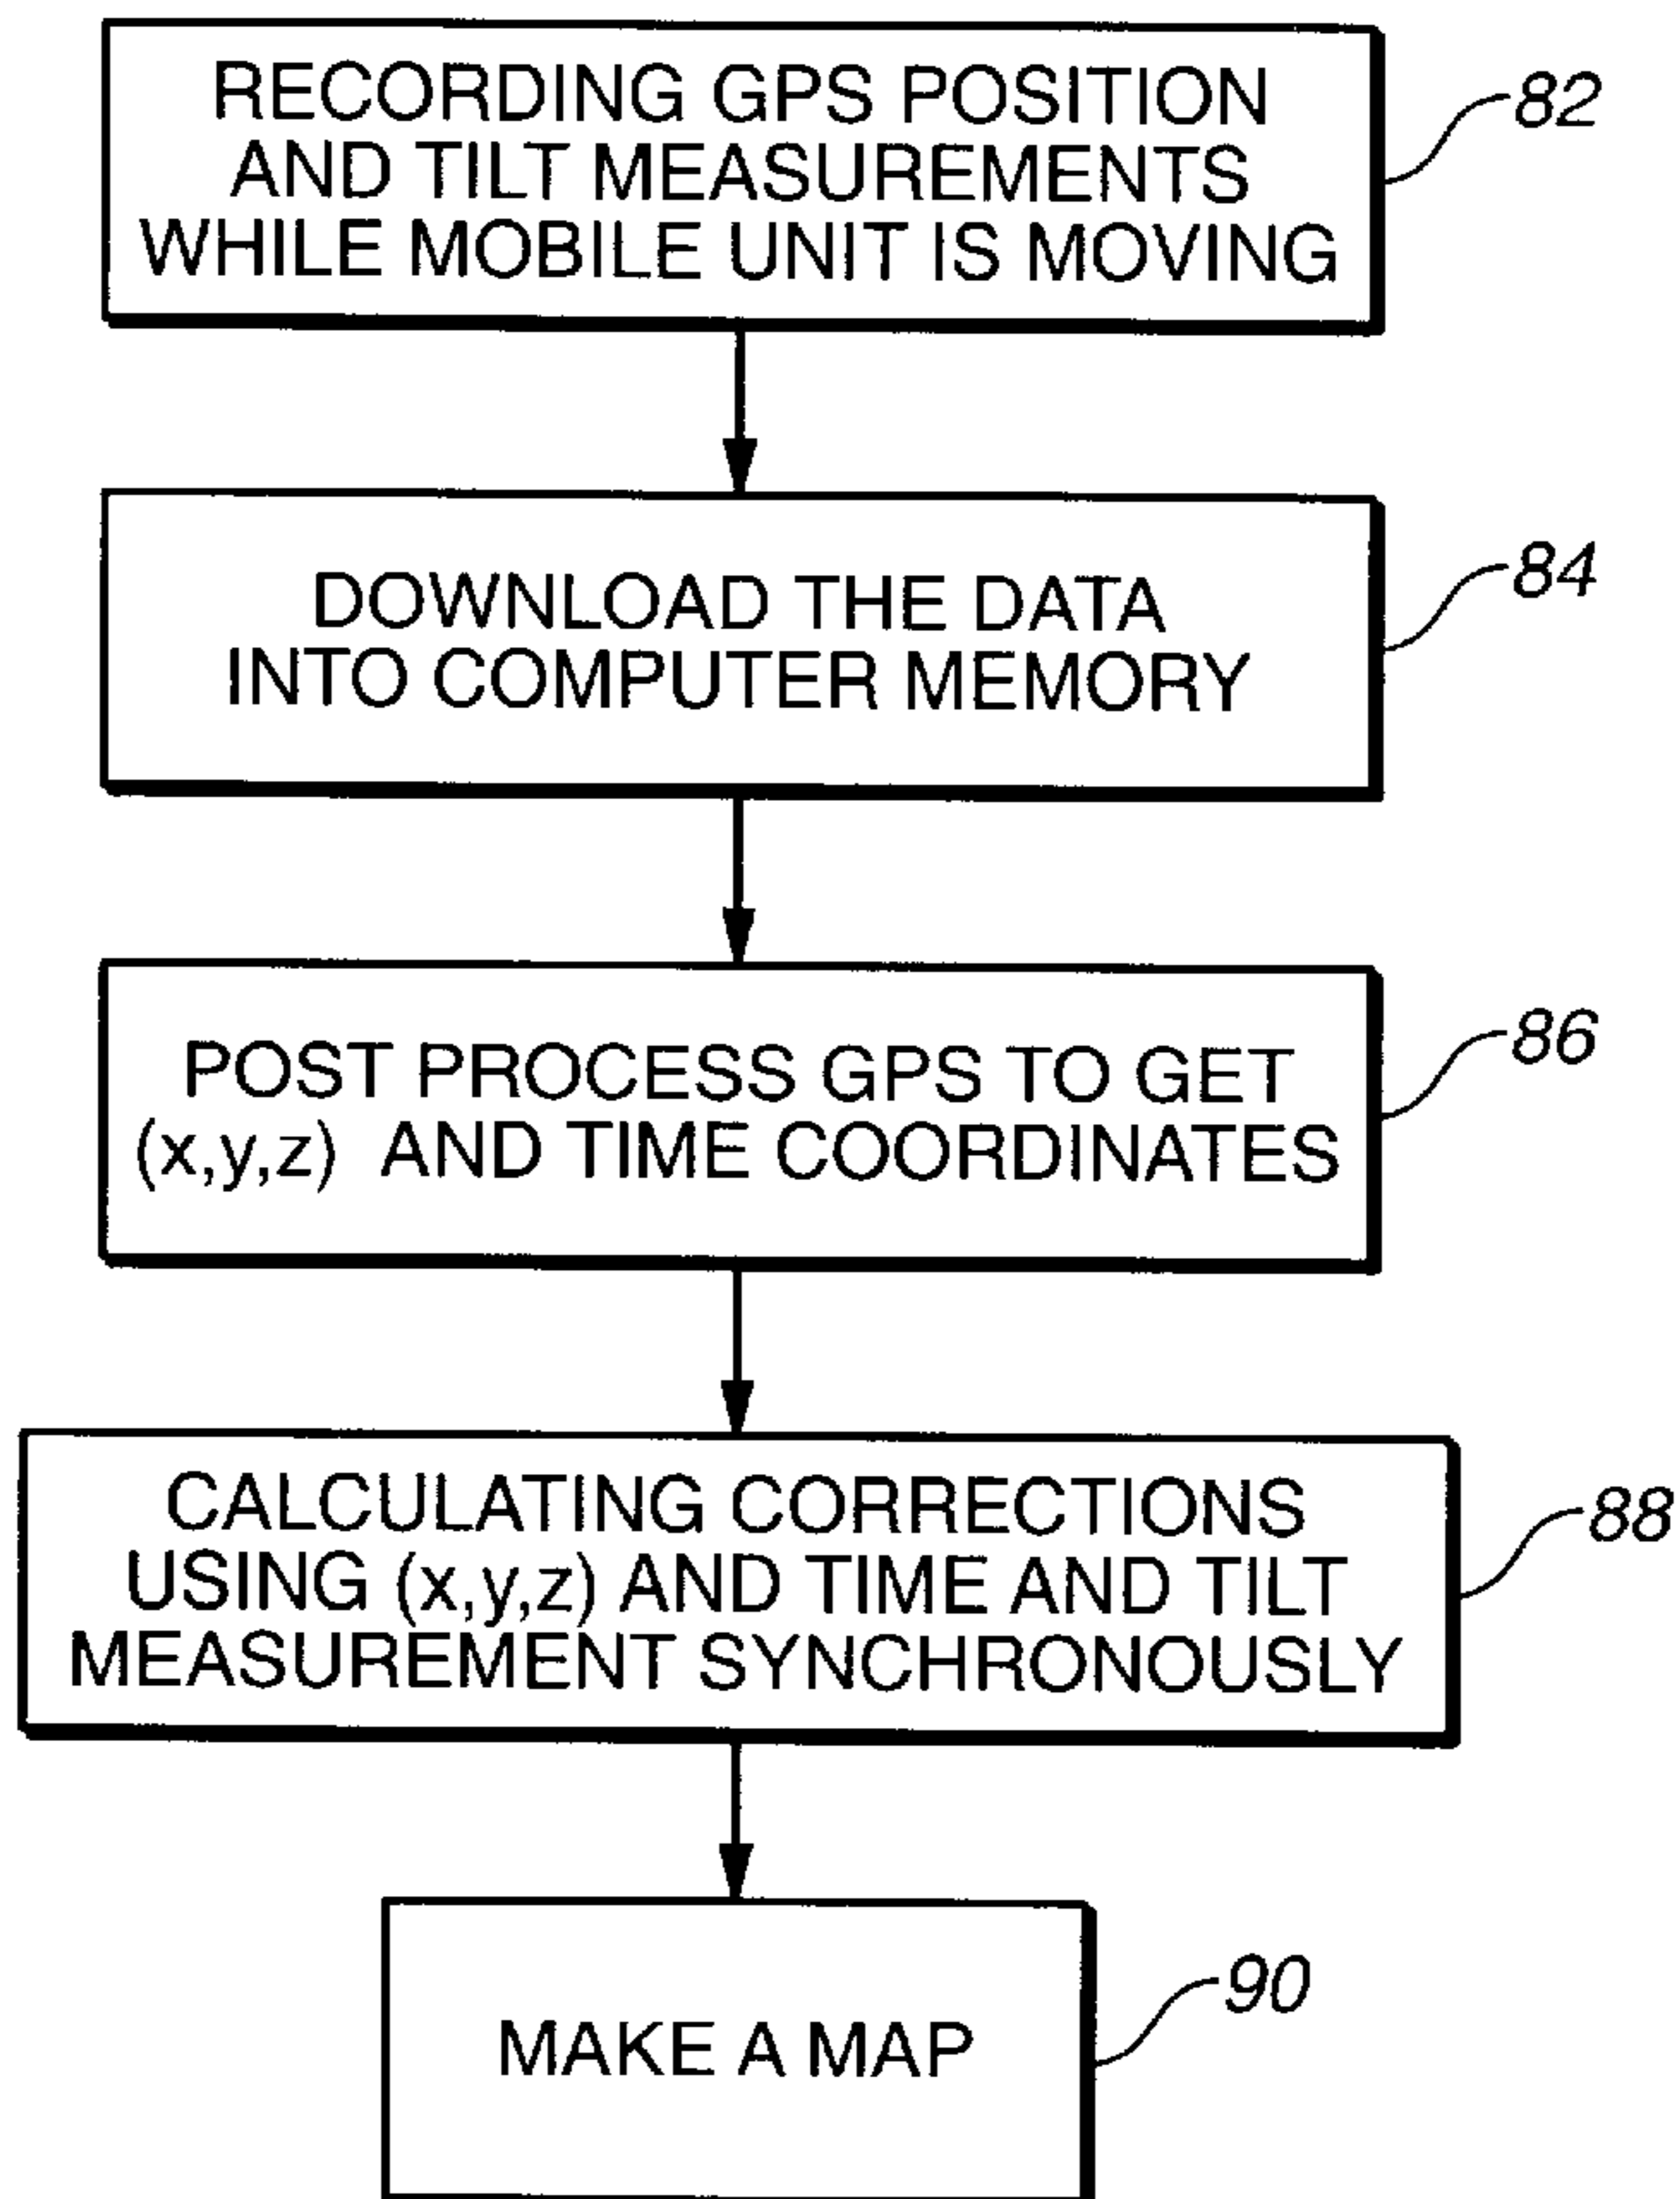 RECORDING GPS POSITION
AND TILT MEASUREMENTS
WHILE MOBILE UNIT IS MOVING
82
DOWNLOAD THE DATA
INTO COMPUTER MEMORY
84
POST PROCESS GPS TO GET
(x,y,z) AND TIME COORDINATES
86
CALCULATING CORRECTIONS
USING (x,y,z) AND TIME AND TILT
MEASUREMENT SYNCHRONOUSLY
88
MAKE A MAP
90